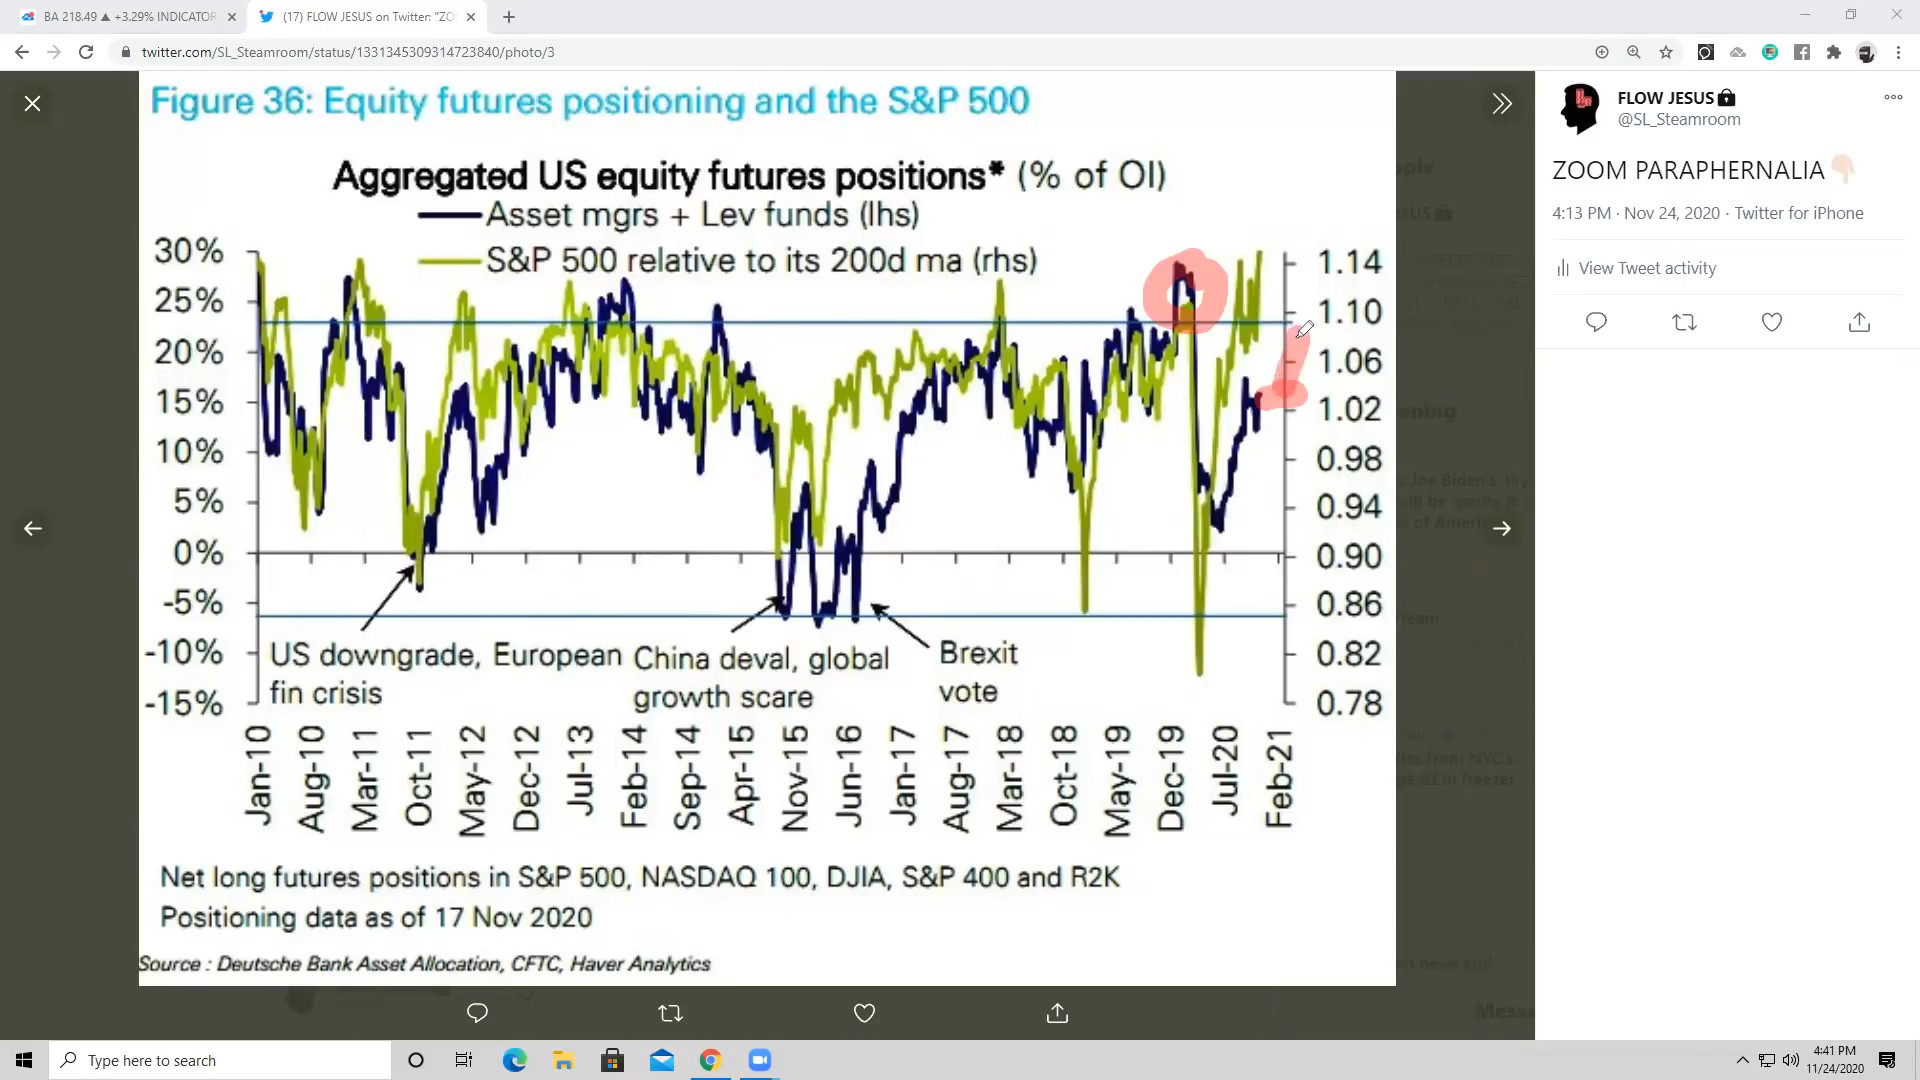 BA 218.49 ▲ +3.29% INDICATOR
(17) FLOW JESUS on Twitter: "ZO
twitter.com/SL_Steamroom/status/1331345309314723840/photo/3
Figure 36: Equity futures positioning and the S&P 500
Aggregated US equity futures positions* (% of OI)
Asset mgrs + Lev funds (lhs)
S&P 500 relative to its 200d ma (rhs)
30%
25%
20%
15%
10%
5%
0%
-5%
-10%
-15%
1.14
1.10
1.06
1.02
0.98
0.94
0.90
0.86
0.82
0.78
US downgrade, European
fin crisis
China deval, global
growth scare
Brexit
vote
Jan-10
Aug-10
Mar-11
Oct-11
May-12
Dec-12
Jul-13
Feb-14
Sep-14
Apr-15
Nov-15
Jun-16
Jan-17
Aug-17
Mar-18
Oct-18
May-19
Dec-19
Jul-20
Feb-21
Net long futures positions in S&P 500, NASDAQ 100, DJIA, S&P 400 and R2K
Positioning data as of 17 Nov 2020
Source : Deutsche Bank Asset Allocation, CFTC, Haver Analytics
FLOW JESUS
@SL_Steamroom
ZOOM PARAPHERNALIA
4:13 PM · Nov 24, 2020 · Twitter for iPhone
View Tweet activity
Type here to search
4:41 PM
11/24/2020